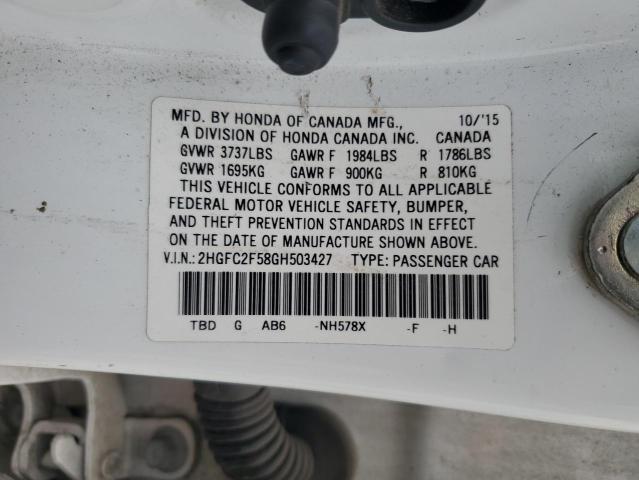 MFD. BY HONDA OF CANADA MFG., 10/'15
A DIVISION OF HONDA CANADA INC. CANADA
GVWR 3737LBS GAWR F 1984LBS R 1786LBS
GVWR 1695KG GAWR F 900KG R 810KG
THIS VEHICLE CONFORMS TO ALL APPLICABLE
FEDERAL MOTOR VEHICLE SAFETY, BUMPER,
AND THEFT PREVENTION STANDARDS IN EFFECT
ON THE DATE OF MANUFACTURE SHOWN ABOVE.
V.I.N.: 2HGFC2F58GH503427 TYPE: PASSENGER CAR
TBD G AB6 -NH578X -F -H